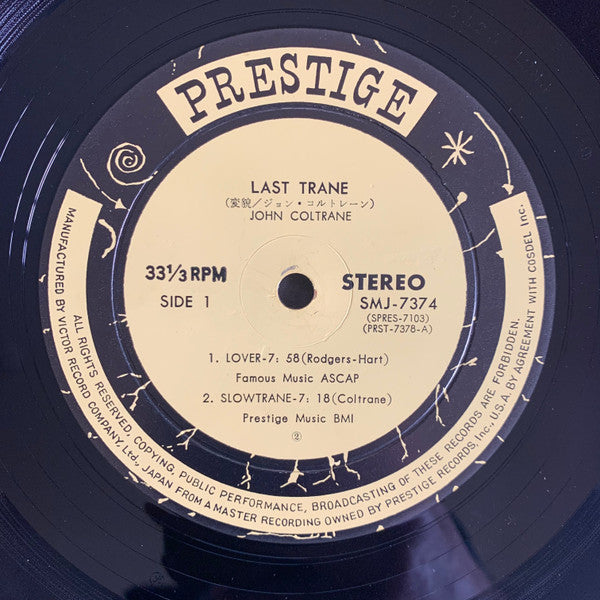 PRESTIGE
LAST TRANE
(変貌/ジョン・コルトレーン)
JOHN COLTRANE
33⅓ RPM
STEREO
SIDE 1
SMJ-7374
(SPRES-7103)
(PRST-7378-A)
1. LOVER-7: 58(Rodgers-Hart)
Famous Music ASCAP
2. SLOWTRANE-7: 18(Coltrane)
Prestige Music BMI
②
ALL RIGHTS RESERVED. COPYING, PUBLIC PERFORMANCE, BROADCASTING OF THESE RECORDS ARE FORBIDDEN.
MANUFACTURED BY VICTOR RECORD COMPANY, Ltd., JAPAN FROM A MASTER RECORDING OWNED BY PRESTIGE RECORDS, Inc., U.S.A. BY AGREEMENT WITH COSDEL Inc.